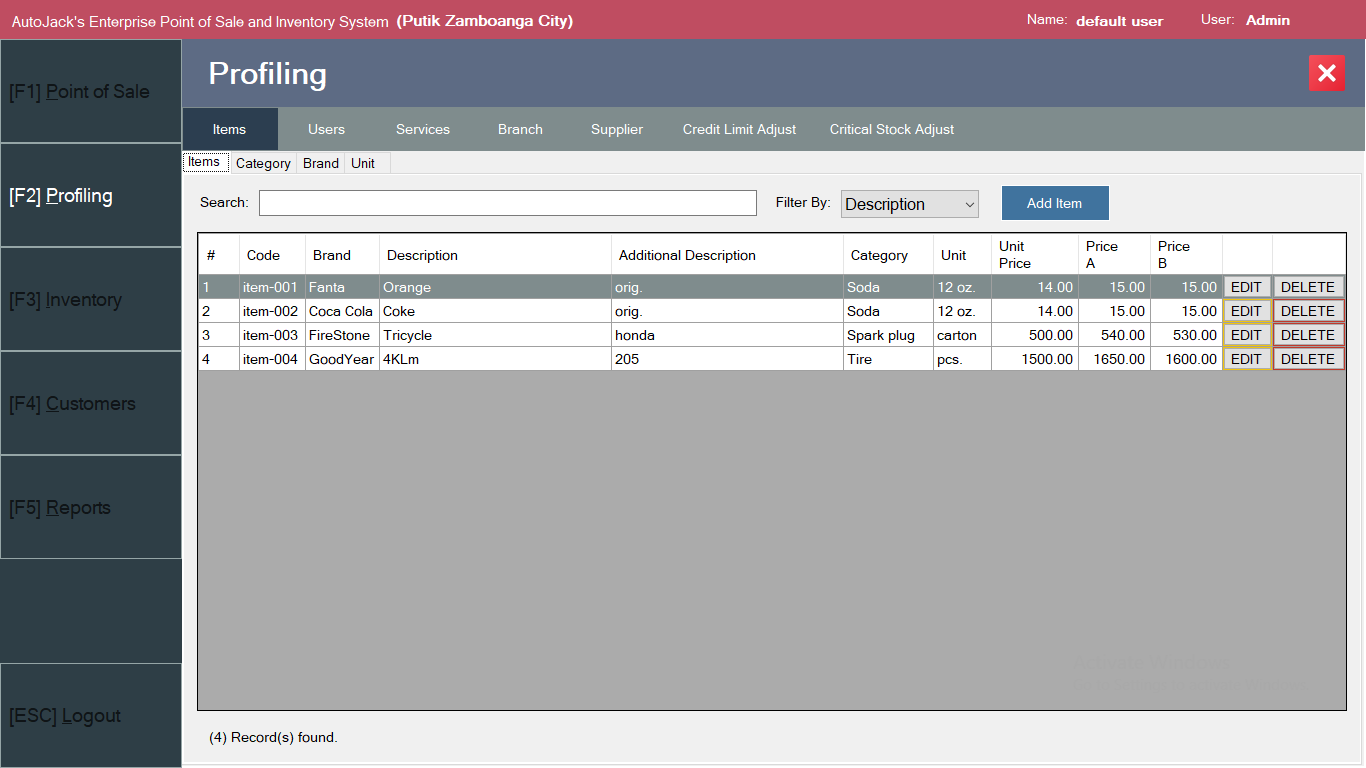 AutoJack's Enterprise Point of Sale and Inventory System (Putik Zamboanga City) Name: default user User: Admin
[F1] Point of Sale
[F2] Profiling
[F3] Inventory
[F4] Customers
[F5] Reports
[ESC] Logout
Profiling
Items Users Services Branch Supplier Credit Limit Adjust Critical Stock Adjust
Items Category Brand Unit
Search: Filter By: Description Add Item
# Code Brand Description Additional Description Category Unit Unit Price Price A Price B
1 item-001 Fanta Orange orig. Soda 12 oz. 14.00 15.00 15.00 EDIT DELETE
2 item-002 Coca Cola Coke orig. Soda 12 oz. 14.00 15.00 15.00 EDIT DELETE
3 item-003 FireStone Tricycle honda Spark plug carton 500.00 540.00 530.00 EDIT DELETE
4 item-004 GoodYear 4KLm 205 Tire pcs. 1500.00 1650.00 1600.00 EDIT DELETE
(4) Record(s) found.